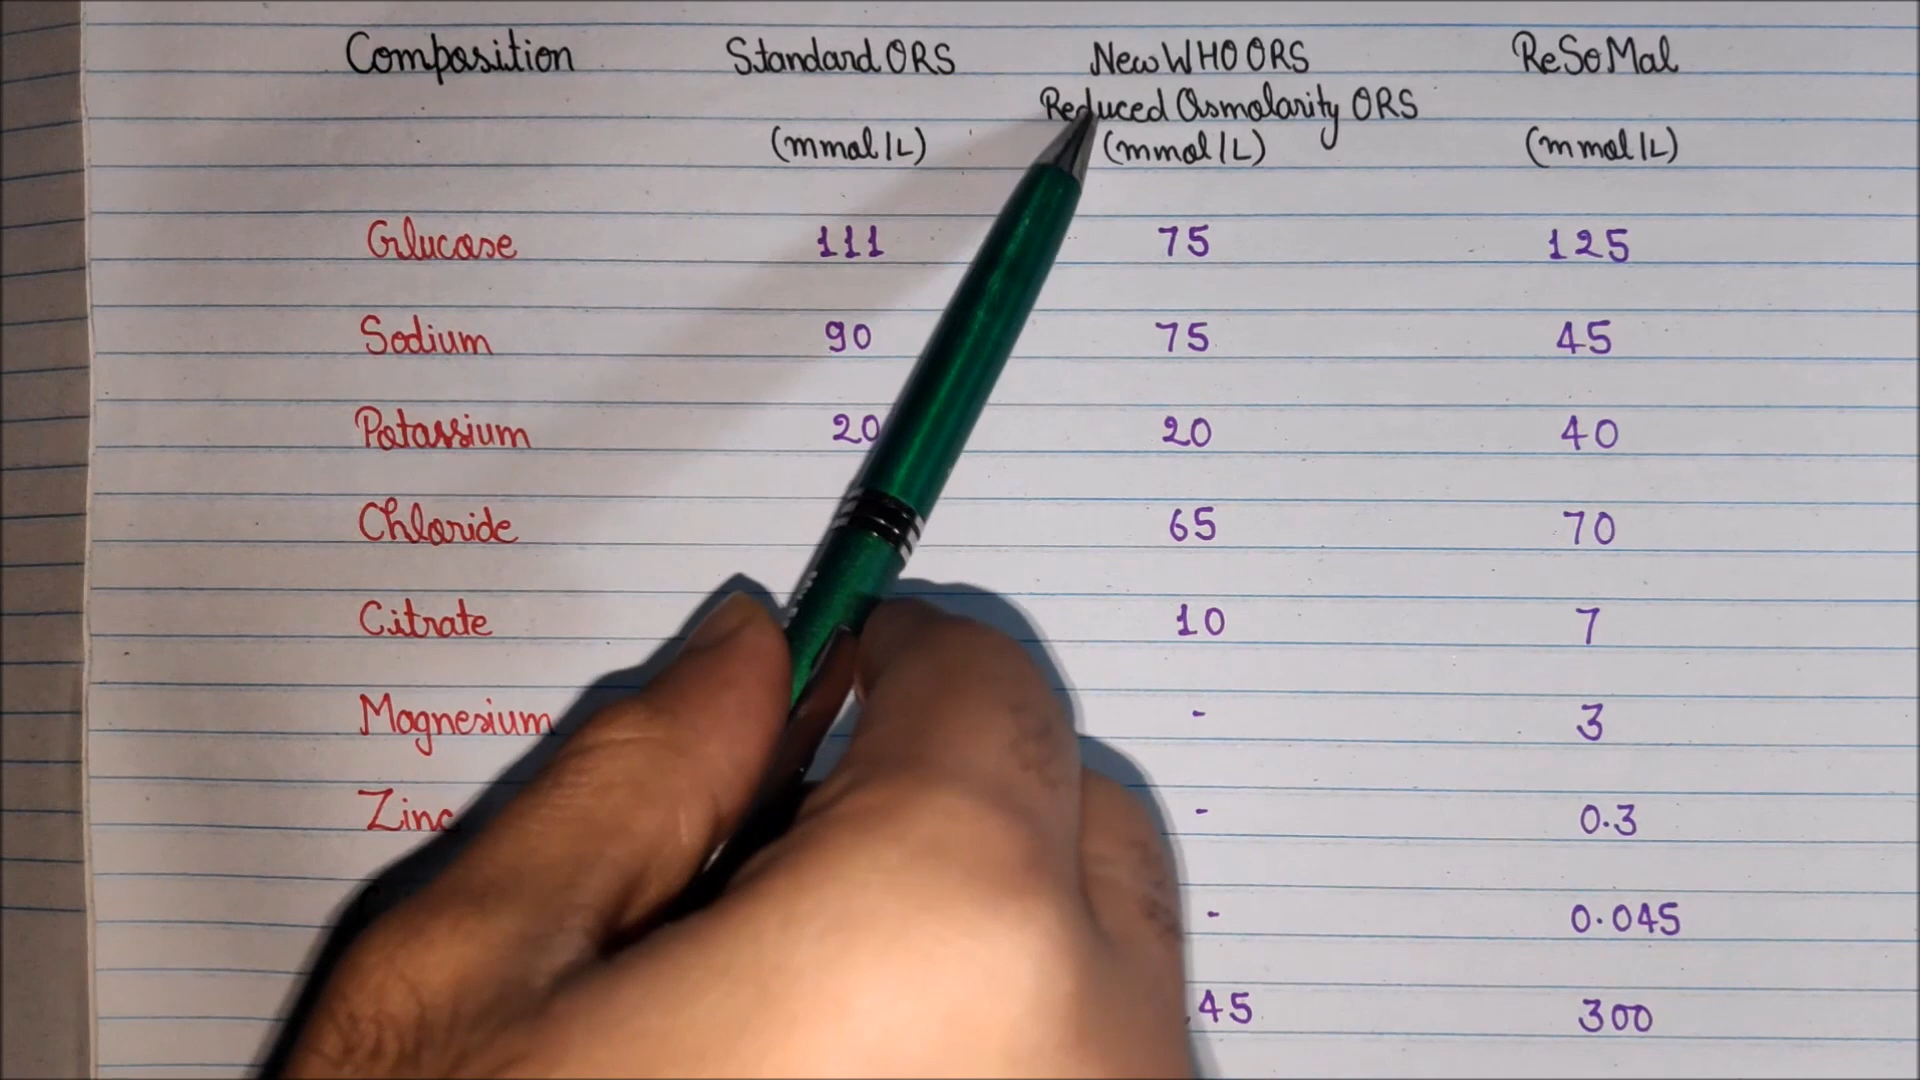 Composition Standard ORS New WHO ORS ReSoMal
Reduced Osmolarity ORS
(mmol/L) (mmol/L) (mmol/L)
Glucose 111 75 125
Sodium 90 75 45
Potassium 20 20 40
Chloride 65 70
Citrate 10 7
Magnesium - 3
Zinc - 0.3
- 0.045
45 300